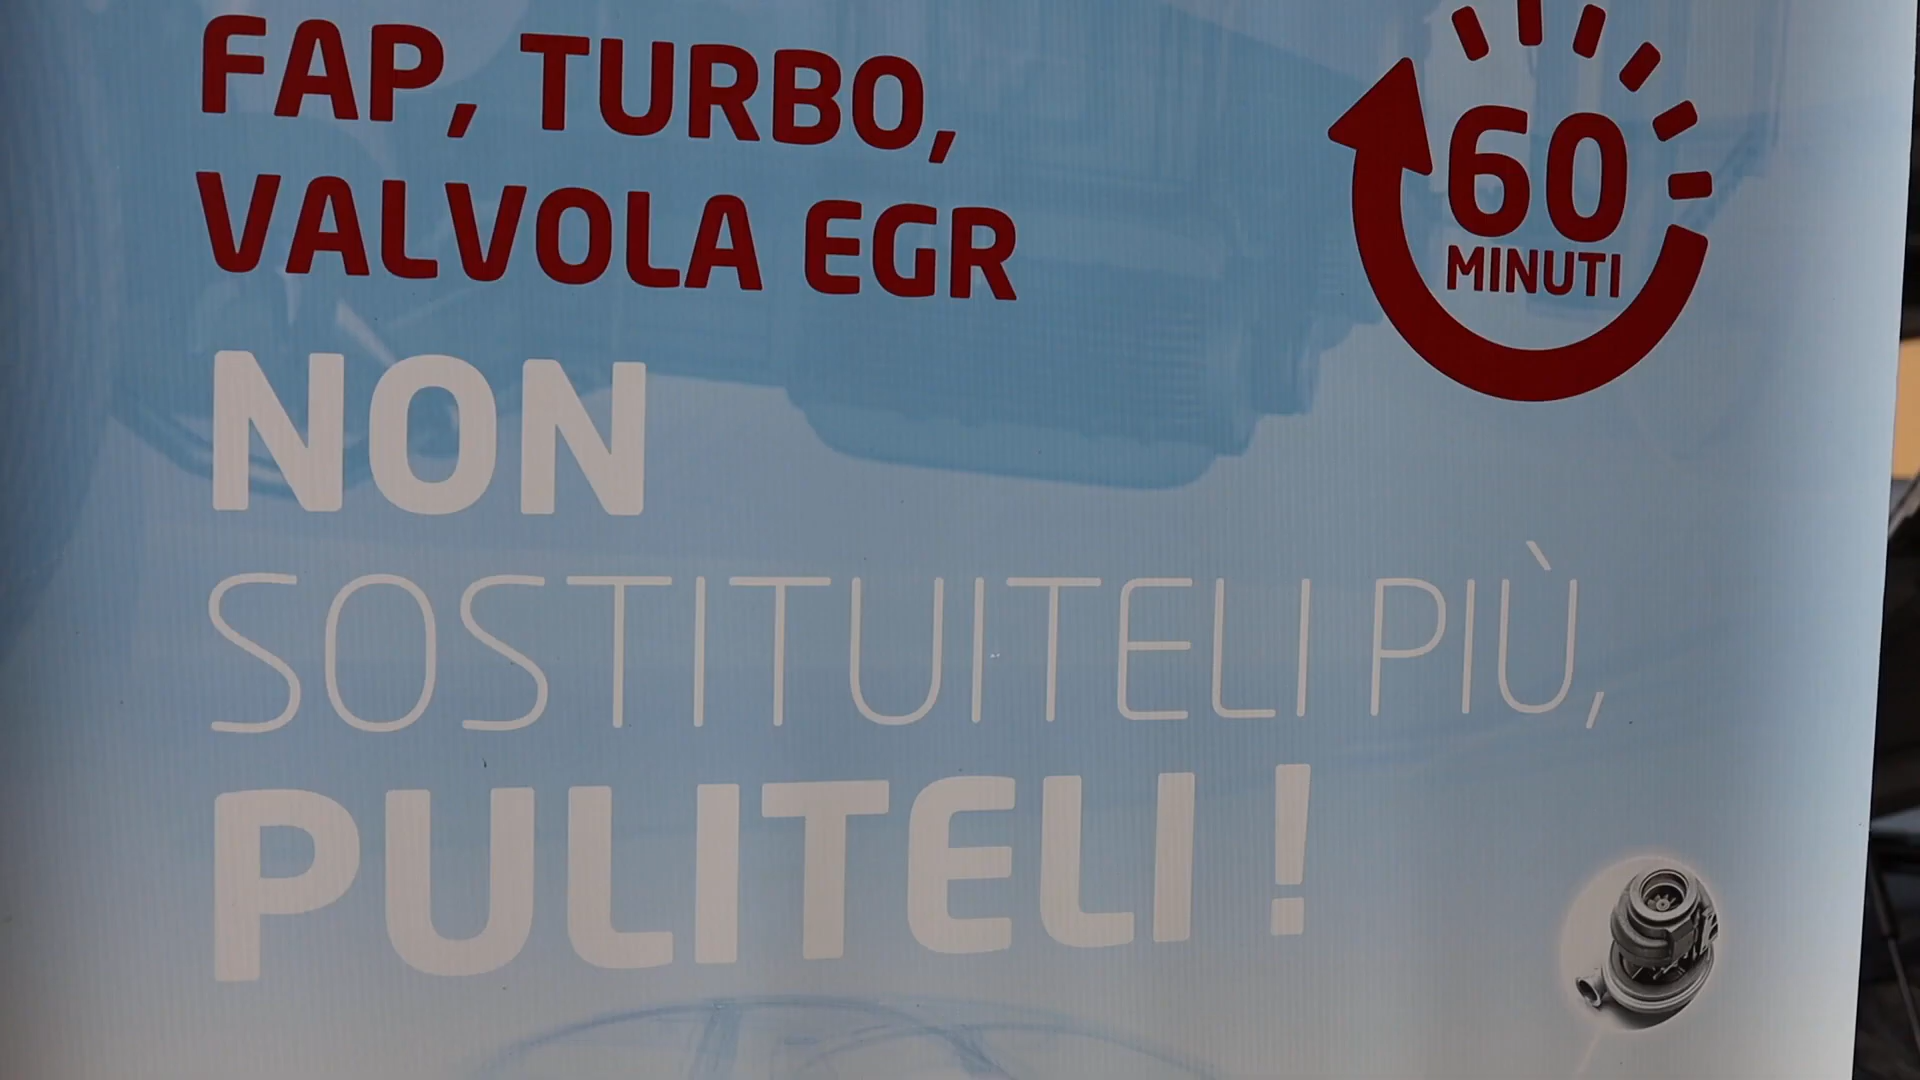 FAP, TURBO,
VALVOLA EGR
60
MINUTI
NON
SOSTITUITELI PIÙ,
PULITELI !